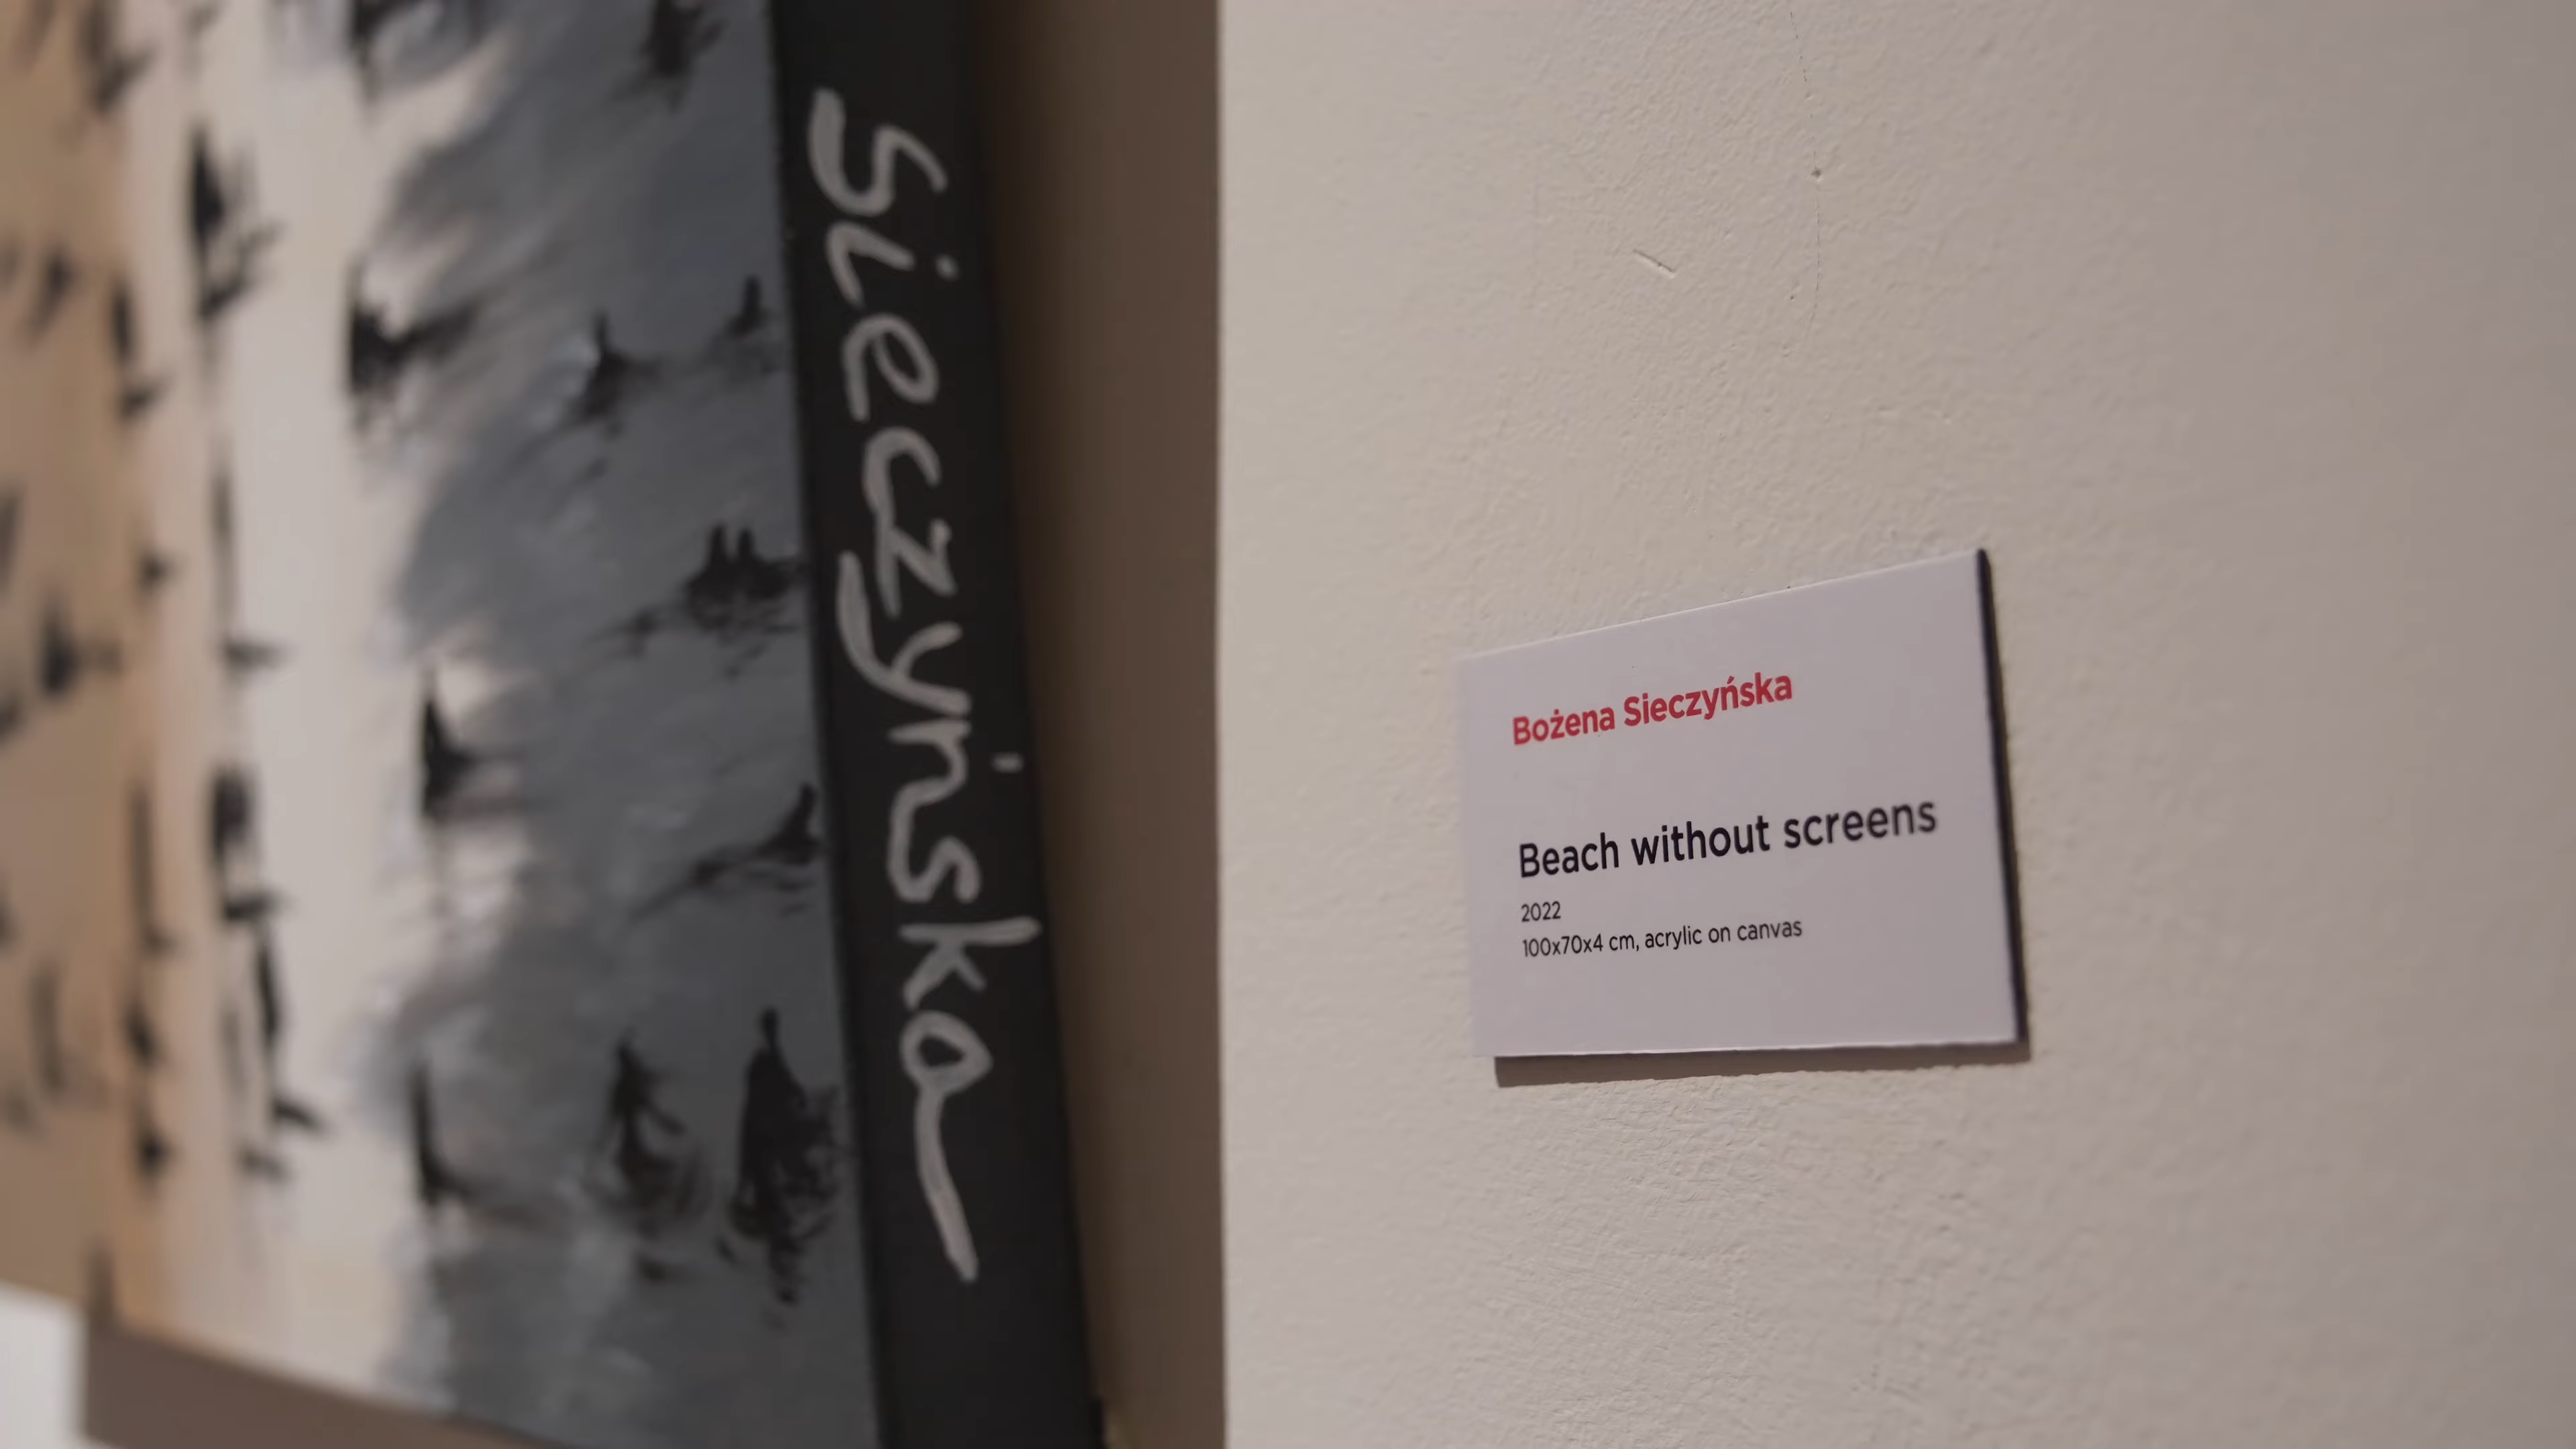 Sieczyńska
Bożena Sieczyńska
Beach without screens
2022
100x70x4 cm, acrylic on canvas